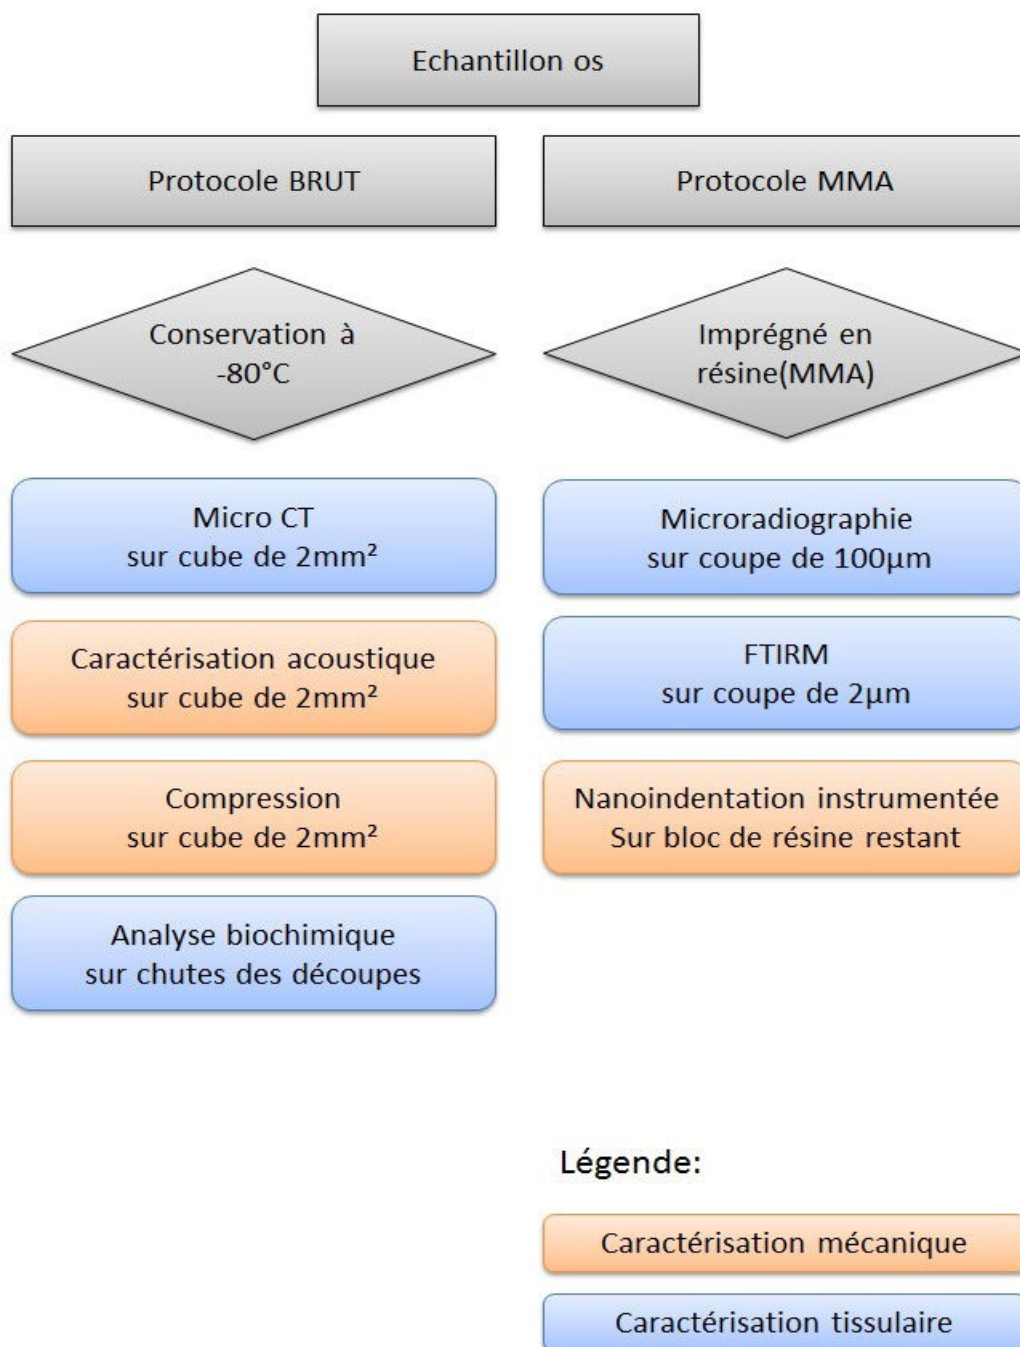 Echantillon os
Protocole BRUT
Protocole MMA
Conservation à
-80°C
Imprégné en
résine(MMA)
Micro CT
sur cube de 2mm²
Microradiographie
sur coupe de 100µm
Caractérisation acoustique
sur cube de 2mm²
FTIRM
sur coupe de 2µm
Compression
sur cube de 2mm²
Nanoindentation instrumentée
Sur bloc de résine restant
Analyse biochimique
sur chutes des découpes
Légende:
Caractérisation mécanique
Caractérisation tissulaire